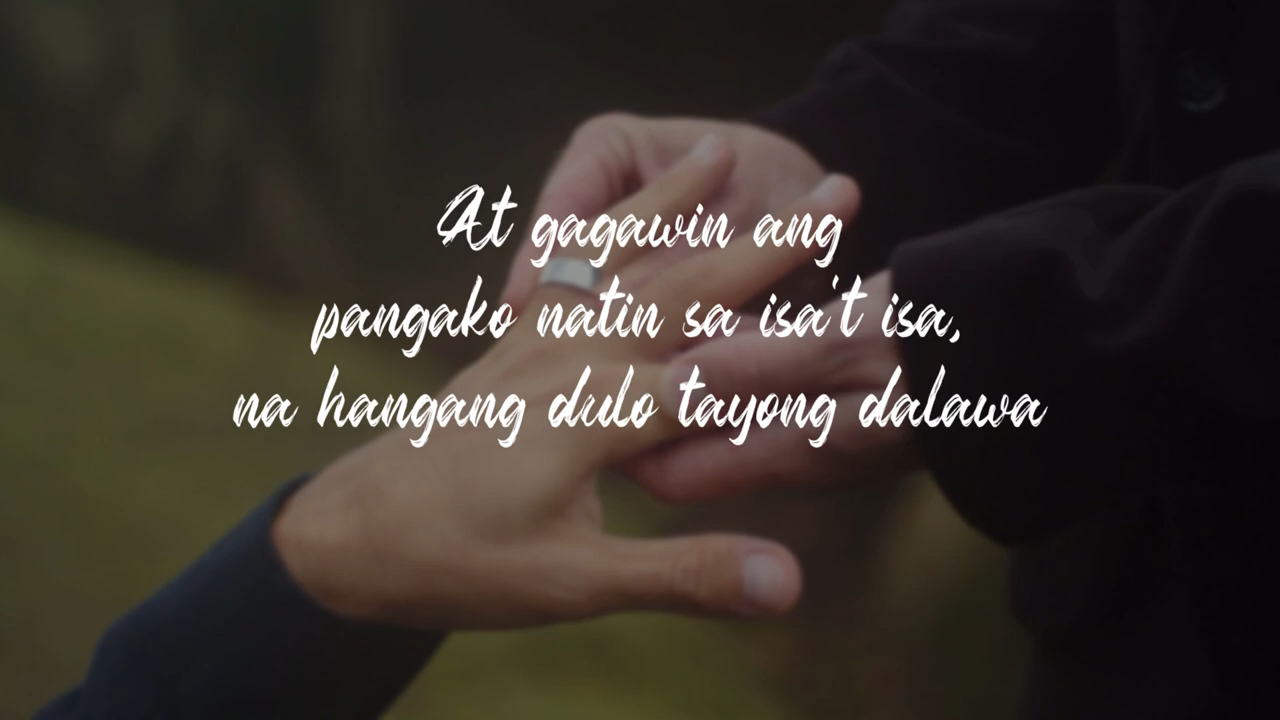 At gagawin ang
pangako natin sa isa't isa,
na hangang dulo tayong dalawa